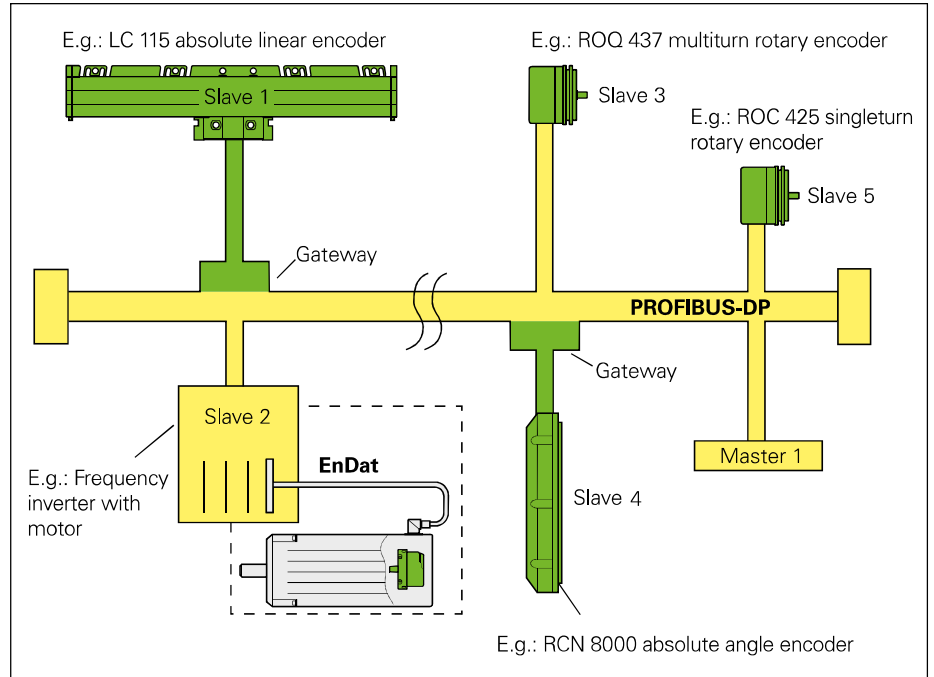 E.g.: LC 115 absolute linear encoder
E.g.: ROQ 437 multiturn rotary encoder
Slave 1
Slave 3
E.g.: ROC 425 singleturn
rotary encoder
Slave 5
Gateway
PROFIBUS-DP
Gateway
Slave 2
Master 1
EnDat
E.g.: Frequency
inverter with
motor
Slave 4
E.g.: RCN 8000 absolute angle encoder